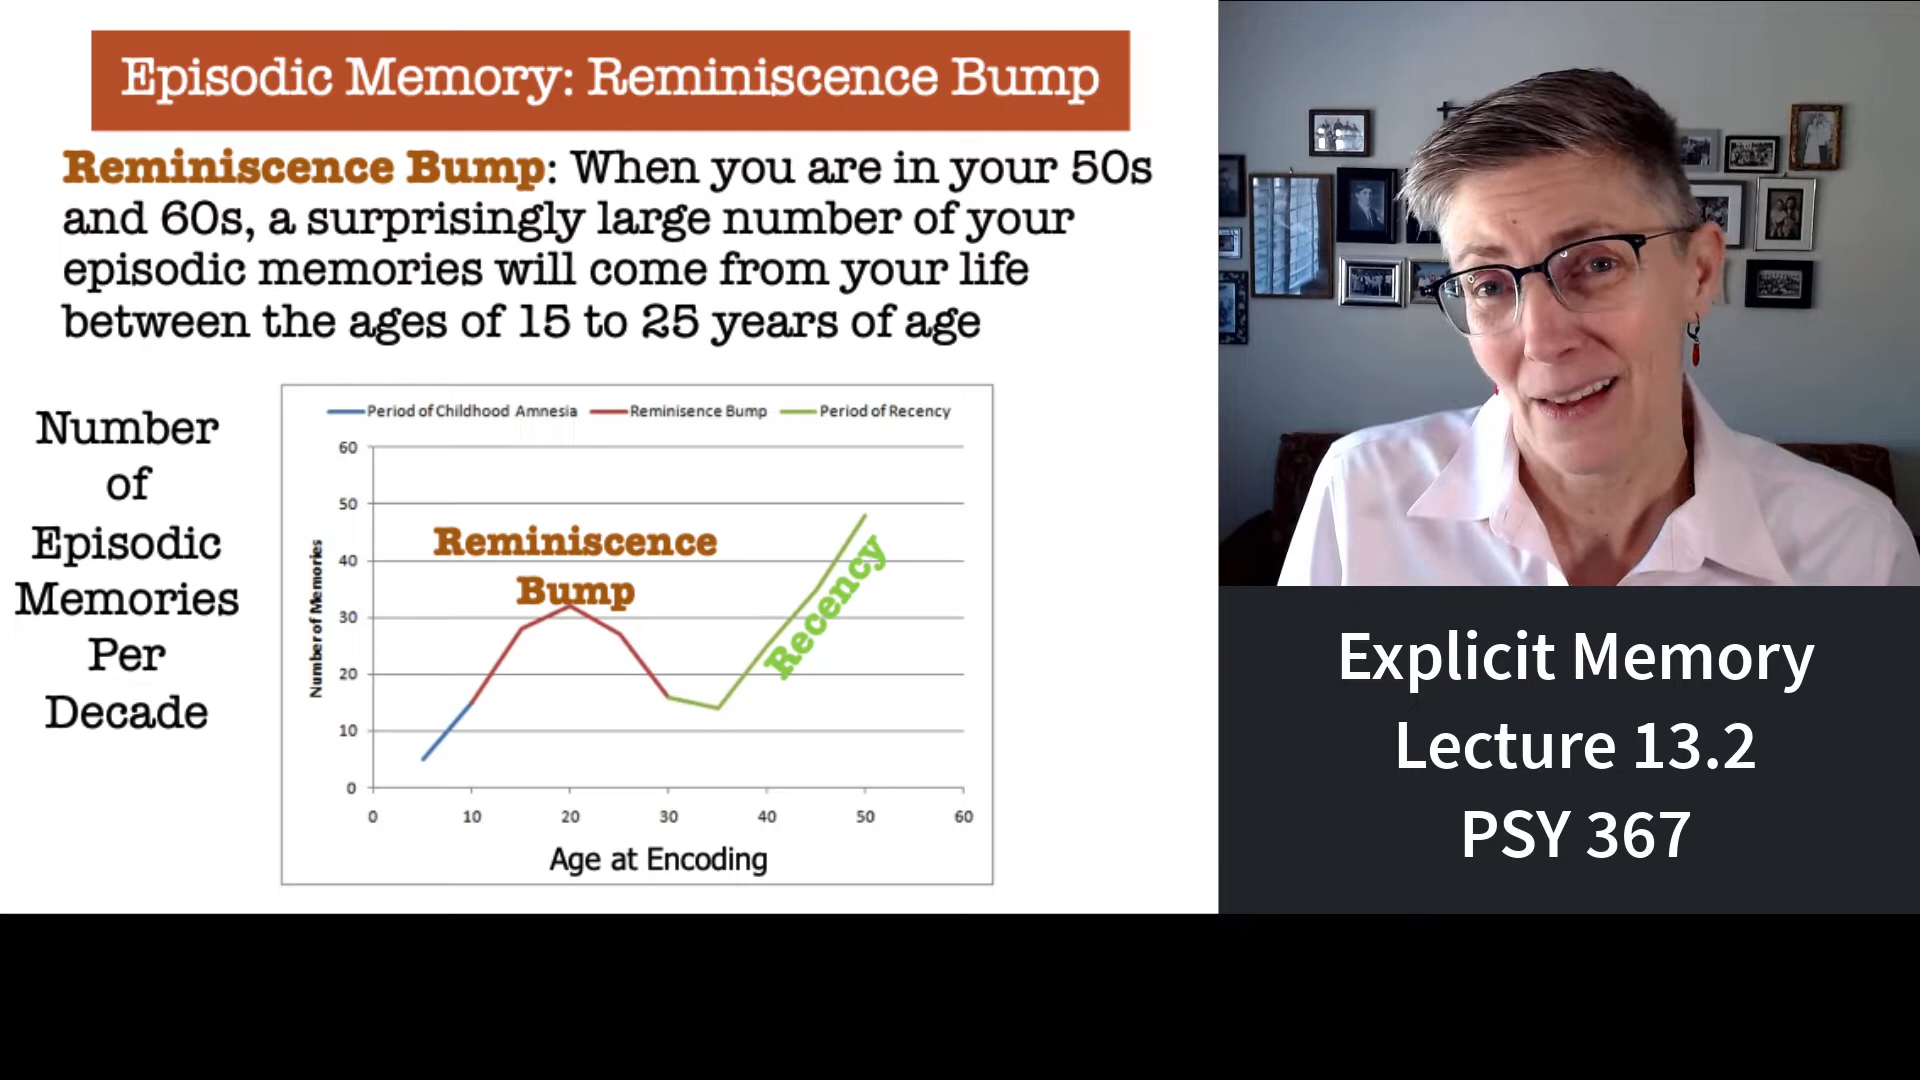 Episodic Memory: Reminiscence Bump
Reminiscence Bump: When you are in your 50s
and 60s, a surprisingly large number of your
episodic memories will come from your life
between the ages of 15 to 25 years of age
Number
of
Episodic
Memories
Per
Decade
Period of Childhood Amnesia
Reminisence Bump
Period of Recency
Number of Memories
60
50
40
30
20
10
0
Reminiscence
Bump
Recency
0
10
20
30
40
50
60
Age at Encoding
Explicit Memory
Lecture 13.2
PSY 367